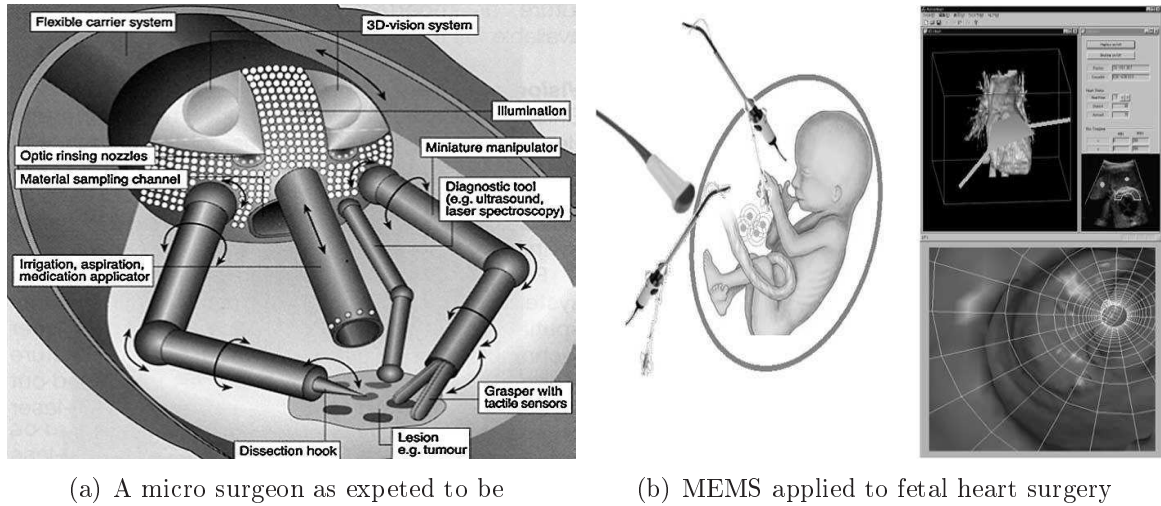 Flexible carrier system
3D-vision system
Illumination
Optic rinsing nozzles
Miniature manipulator
Material sampling channel
Diagnostic tool
(e.g. ultrasound,
laser spectroscopy)
Irrigation, aspiration,
medication applicator
Grasper with
tactile sensors
Dissection hook
Lesion
e.g. tumour
(a) A micro surgeon as expeted to be
(b) MEMS applied to fetal heart surgery